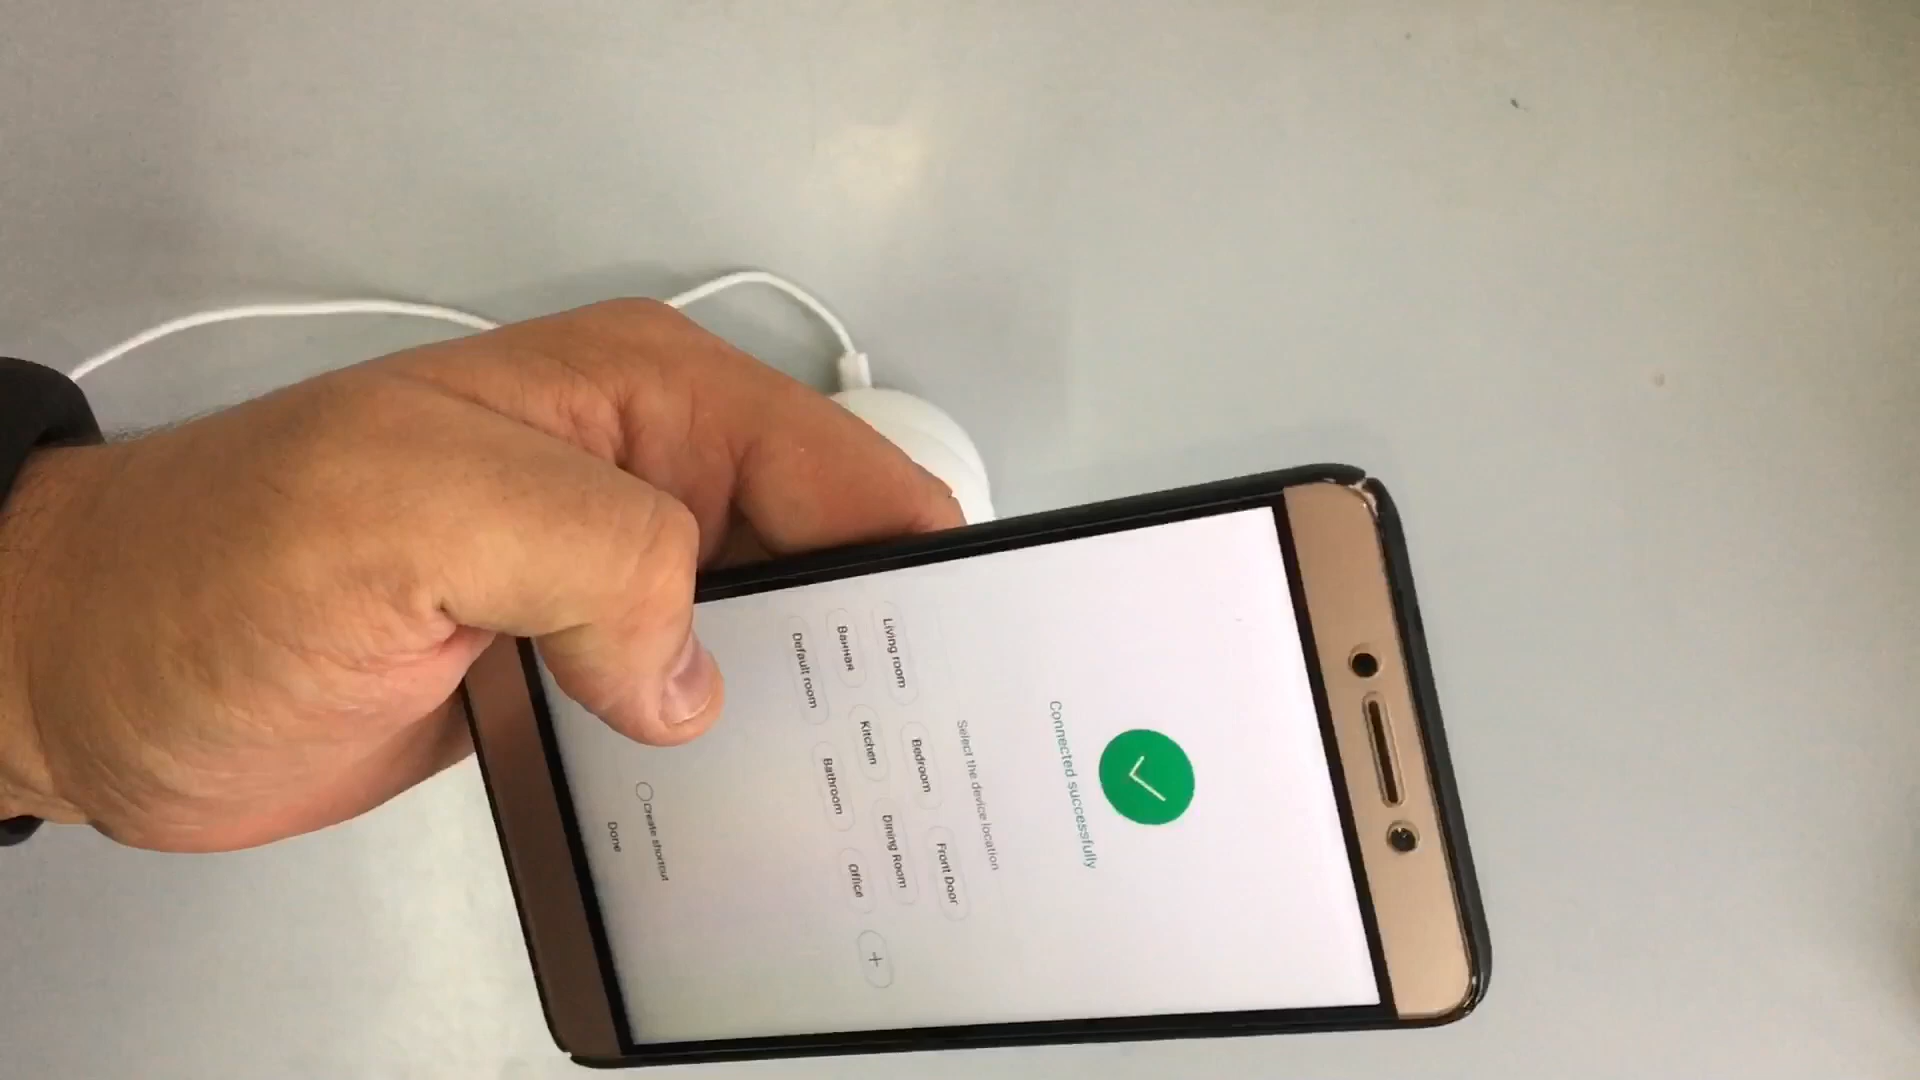 Connected successfully
Select the device location
Living room Bedroom Front Door
Ванная Kitchen Dining Room
Default room Bathroom Office +
Create shortcut
Done